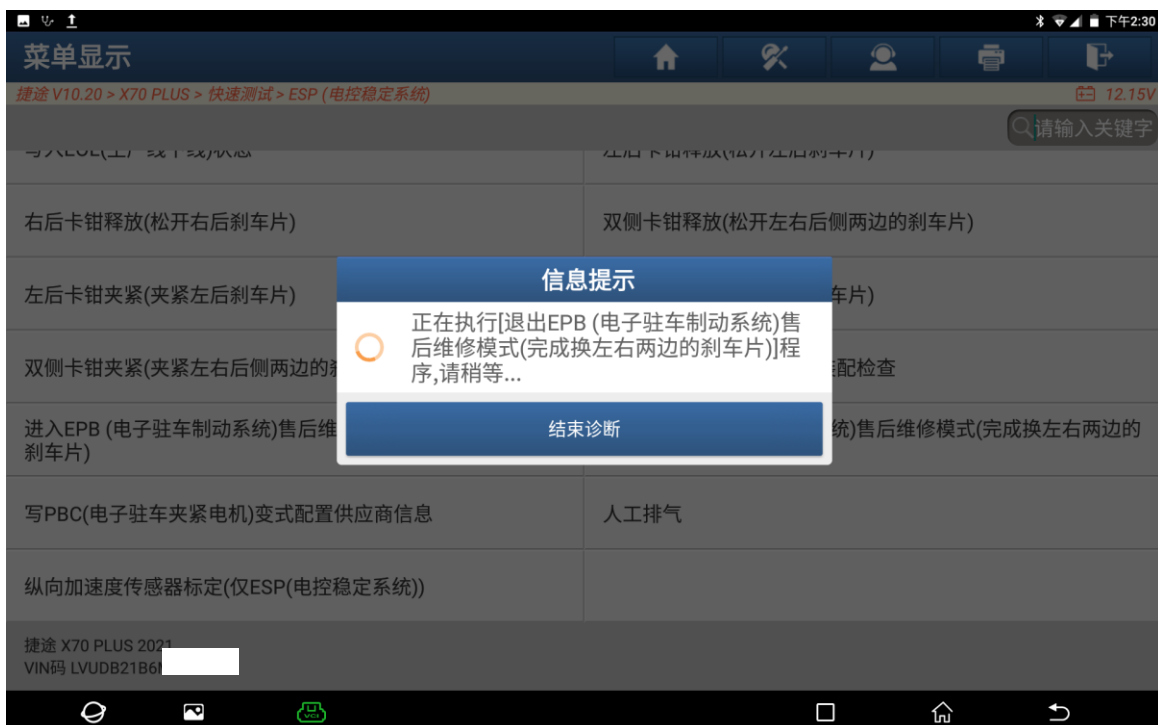 下午2:30
菜单显示
捷途 V10.20 > X70 PLUS > 快速测试 > ESP (电控稳定系统)
12.15V
请输入关键字
右后卡钳释放(松开右后刹车片)
双侧卡钳释放(松开左右后侧两边的刹车片)
信息提示
左后卡钳夹紧(夹紧左后刹车片)
车片)
正在执行[退出EPB (电子驻车制动系统)售
后维修模式(完成换左右两边的刹车片)]程
序,请稍等...
双侧卡钳夹紧(夹紧左右后侧两边的
配检查
结束诊断
进入EPB (电子驻车制动系统)售后维
刹车片)
统)售后维修模式(完成换左右两边的
写PBC(电子驻车夹紧电机)变式配置供应商信息
人工排气
纵向加速度传感器标定(仅ESP(电控稳定系统))
捷途 X70 PLUS 2021
VIN码 LVUDB21B6
VCI